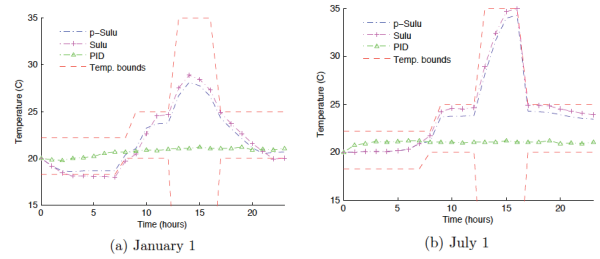 35
30
25
20
15
Temperature (C)
p-Sulu
Sulu
PID
Temp. bounds
0 5 10 15 20
Time (hours)
(a) January 1
35
30
25
20
15
Temperature (C)
p-Sulu
Sulu
PID
Temp. bounds
0 5 10 15 20
Time (hours)
(b) July 1